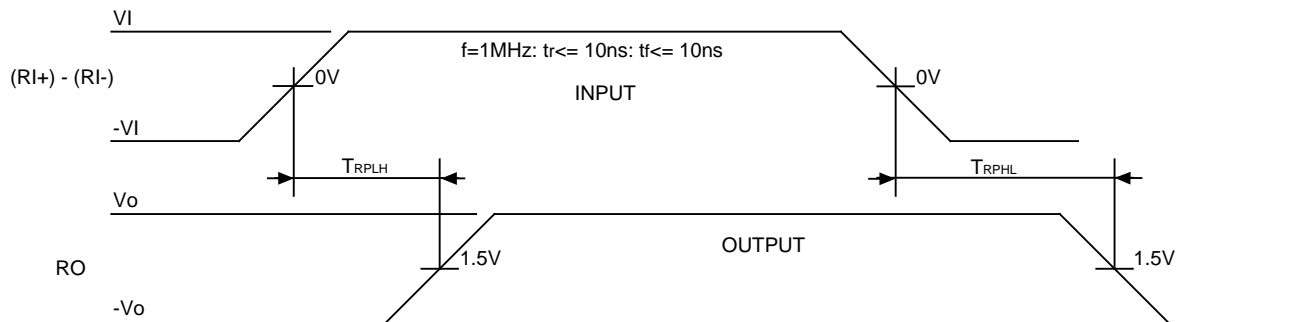 VI
f=1MHz: tr<= 10ns: tf<= 10ns
(RI+) - (RI-)
0V
0V
INPUT
-VI
TRPLH
TRPHL
Vo
OUTPUT
1.5V
1.5V
RO
-Vo